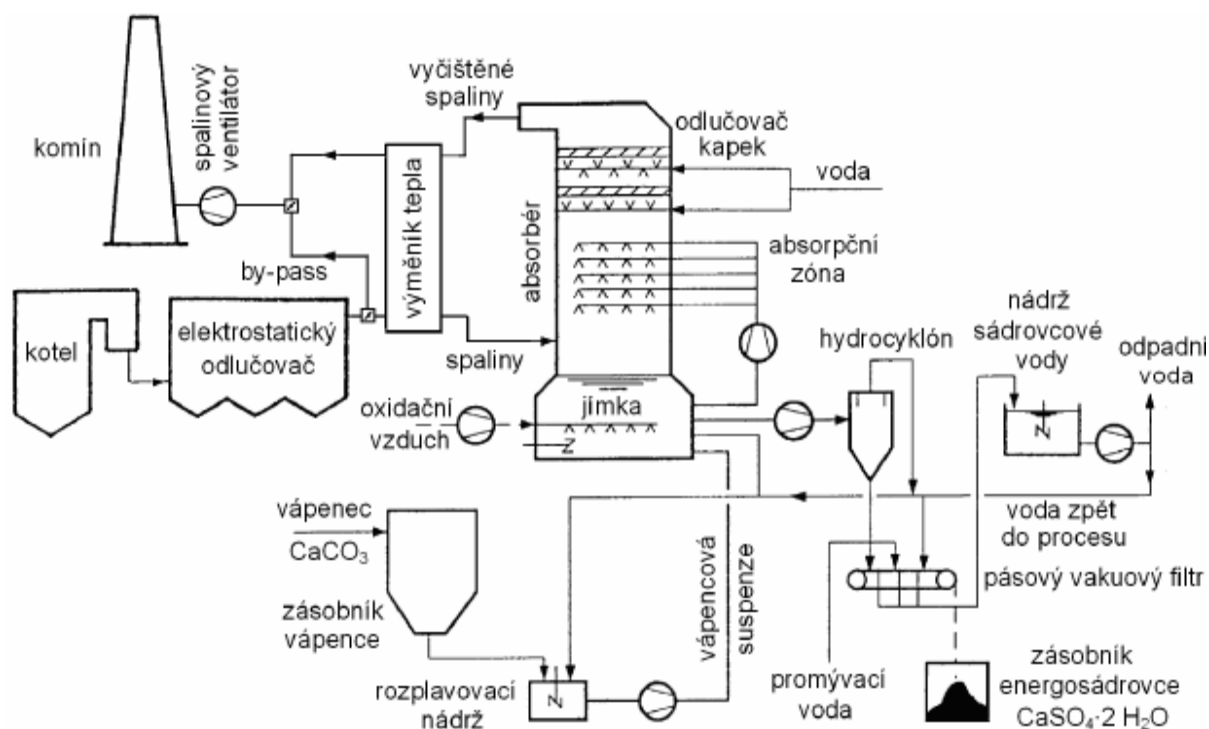 komín
spalinový
ventilátor
vyčištěné
spaliny
odlučovač
kapek
voda
výměník tepla
absorbér
absorpční
zóna
by-pass
kotel
elektrostatický
odlučovač
spaliny
hydrocyklón
nádrž
sádrovcové
vody
odpadní
voda
oxidační
vzduch
jímka
vápenec
CaCO₃
zásobník
vápence
vápencová
suspenze
voda zpět
do procesu
pásový vakuový filtr
rozplavovací
nádrž
promývací
voda
zásobník
energosádrovce
CaSO₄·2 H₂O